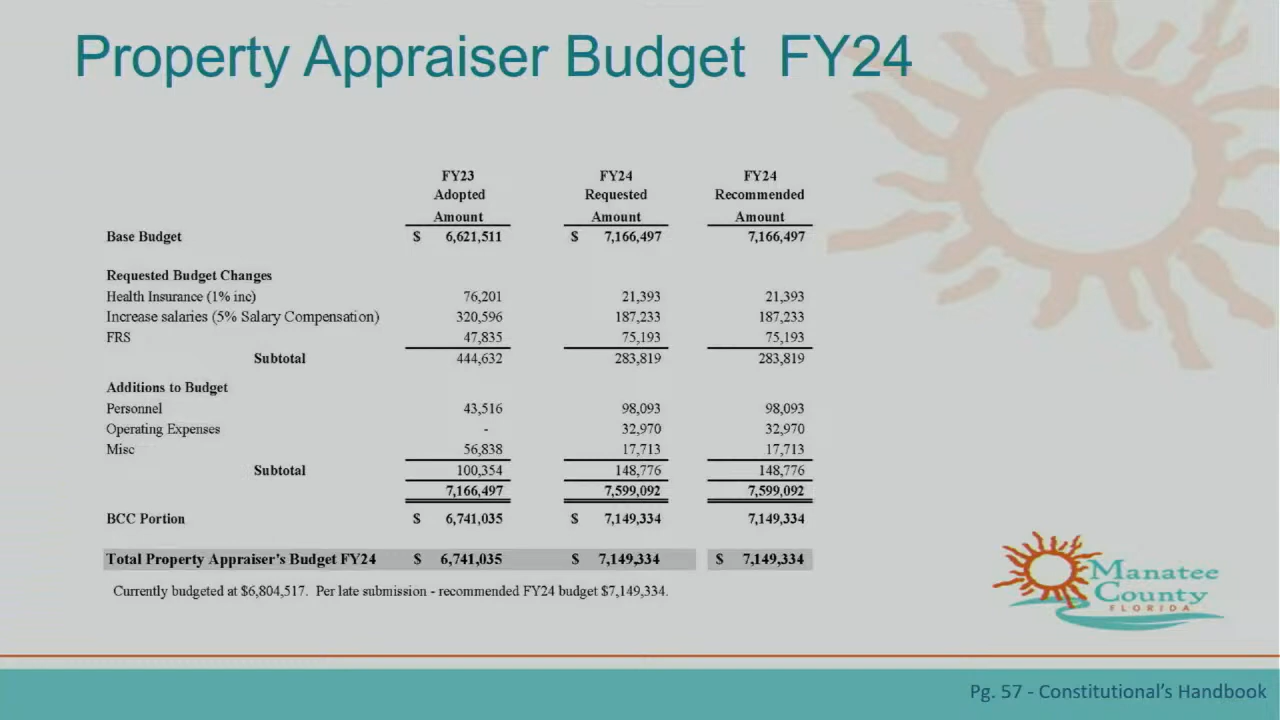 Property Appraiser Budget FY24
FY23 FY24 FY24
Adopted Requested Recommended
Amount Amount Amount
Base Budget $ 6,621,511 $ 7,166,497 7,166,497
Requested Budget Changes
Health Insurance (1% inc) 76,201 21,393 21,393
Increase salaries (5% Salary Compensation) 320,596 187,233 187,233
FRS 47,835 75,193 75,193
Subtotal 444,632 283,819 283,819
Additions to Budget
Personnel 43,516 98,093 98,093
Operating Expenses - 32,970 32,970
Misc 56,838 17,713 17,713
Subtotal 100,354 148,776 148,776
7,166,497 7,599,092 7,599,092
BCC Portion $ 6,741,035 $ 7,149,334 7,149,334
Total Property Appraiser's Budget FY24 $ 6,741,035 $ 7,149,334 $ 7,149,334
Currently budgeted at $6,804,517. Per late submission - recommended FY24 budget $7,149,334.
Manatee
County
FLORIDA
Pg. 57 - Constitutional's Handbook